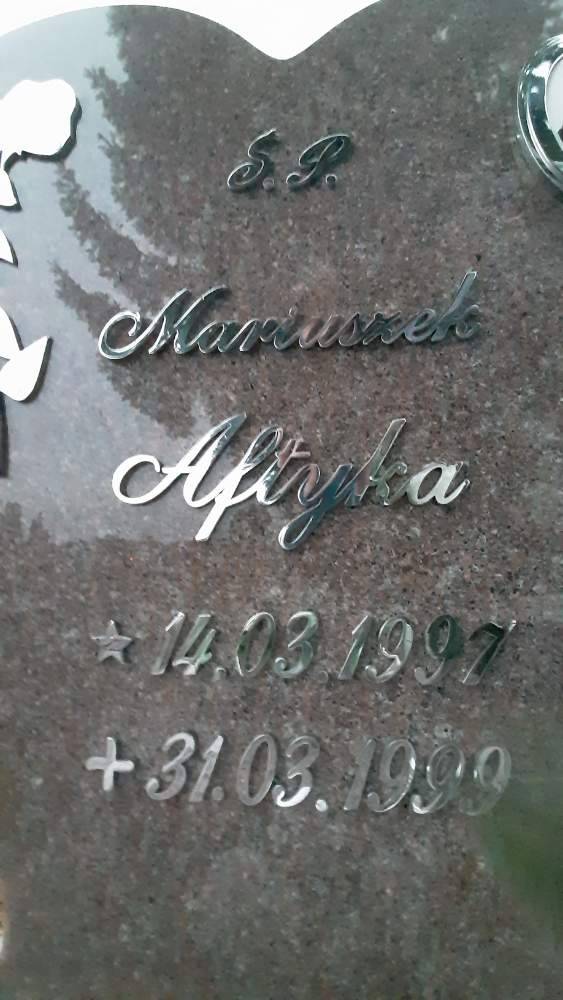 Ś.P.
Mariuszek
Aftyka
★ 14.03.1997
+ 31.03.1999